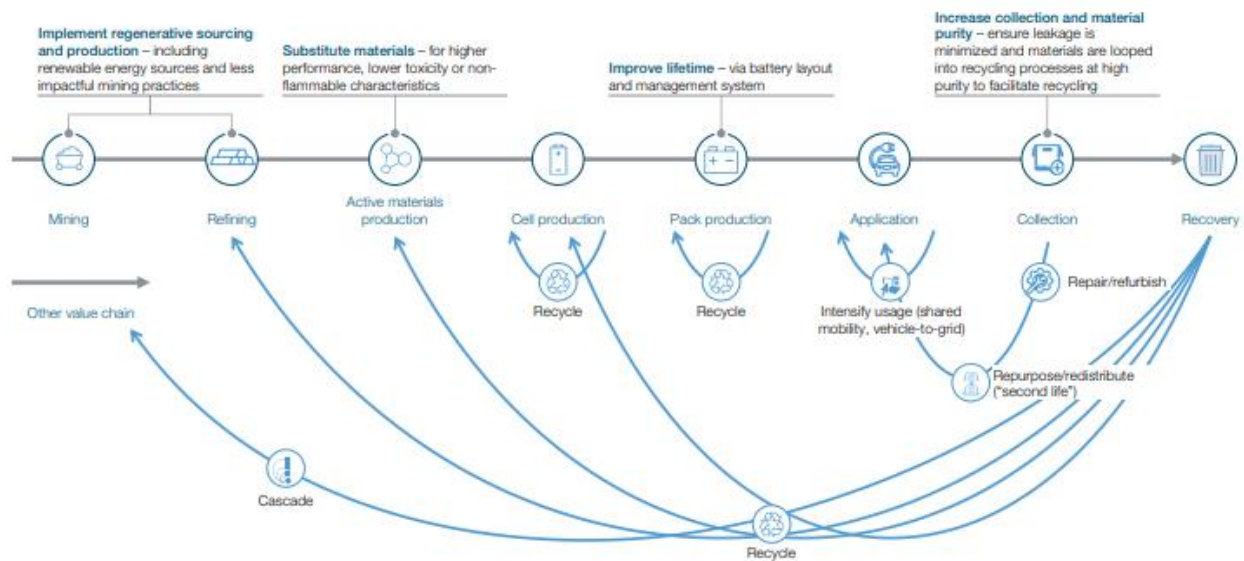 Implement regenerative sourcing
and production – including
renewable energy sources and less
impactful mining practices
Substitute materials – for higher
performance, lower toxicity or non-
flammable characteristics
Improve lifetime – via battery layout
and management system
Increase collection and material
purity – ensure leakage is
minimized and materials are looped
into recycling processes at high
purity to facilitate recycling
Mining
Refining
Active materials
production
Cell production
Pack production
Application
Collection
Recovery
Other value chain
Recycle
Recycle
Intensify usage (shared
mobility, vehicle-to-grid)
Repair/refurbish
Repurpose/redistribute
("second life")
Cascade
Recycle